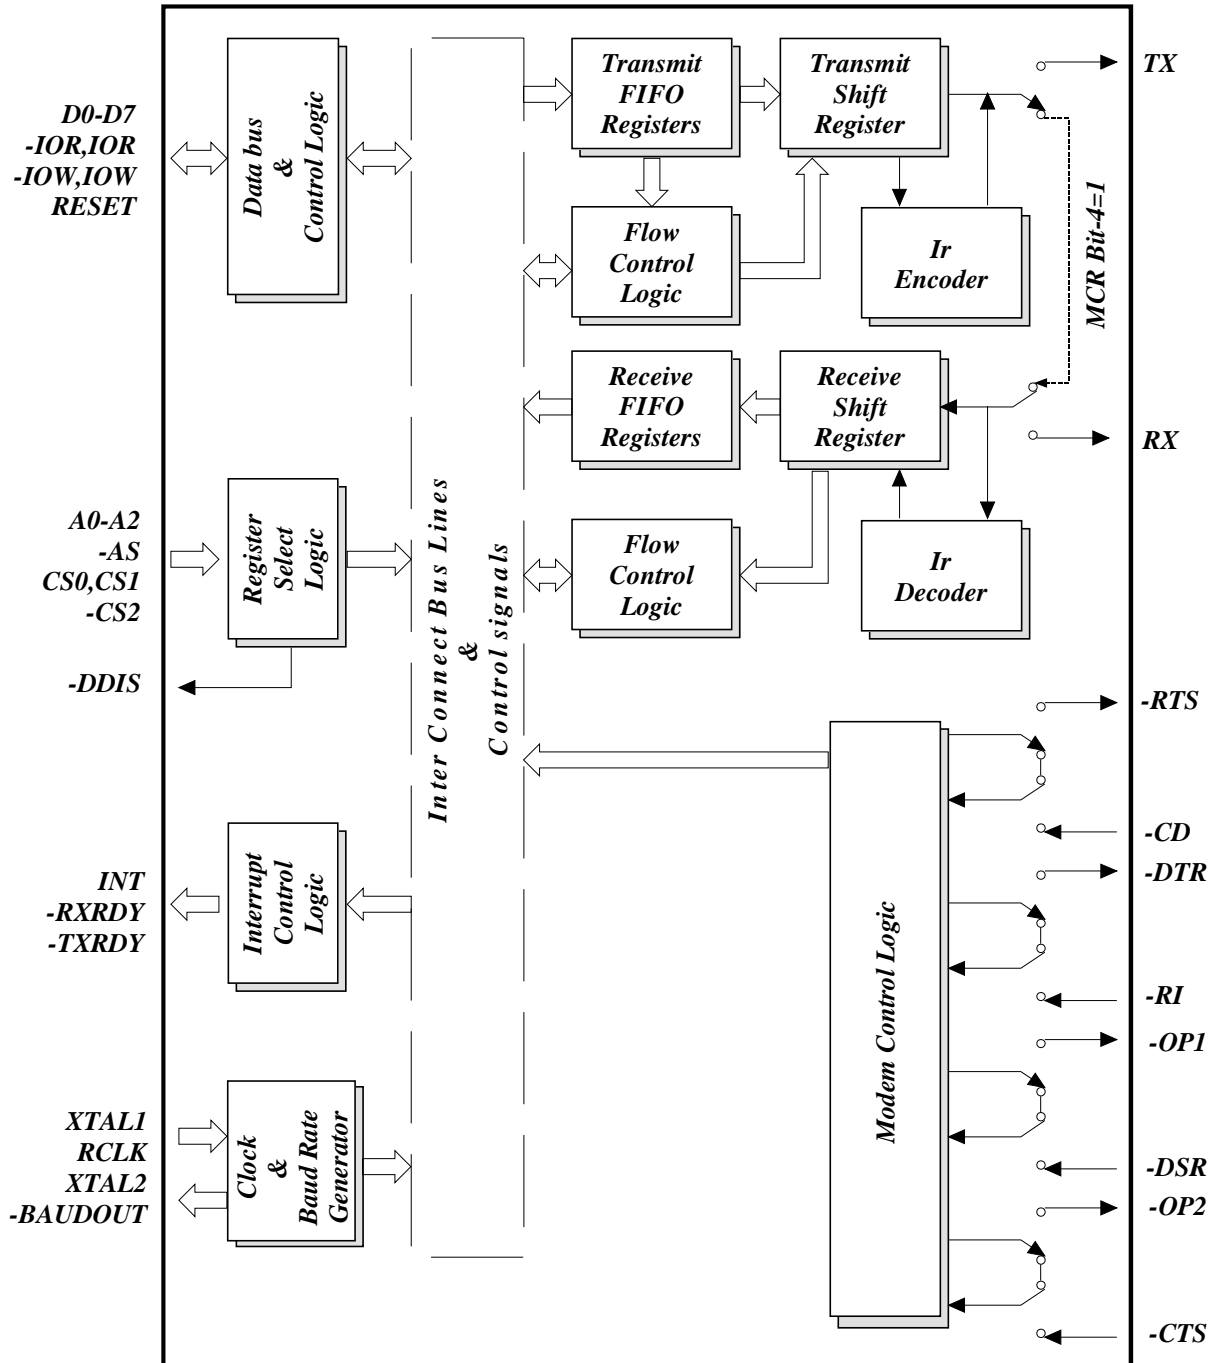 D0-D7
-IOR,IOR
-IOW,IOW
RESET
Data bus
&
Control Logic
A0-A2
-AS
CS0,CS1
-CS2
Register
Select
Logic
-DDIS
INT
-RXRDY
-TXRDY
Interrupt
Control
Logic
XTAL1
RCLK
XTAL2
-BAUDOUT
Clock
&
Baud Rate
Generator
Inter Connect Bus Lines
&
Control signals
Transmit
FIFO
Registers
Transmit
Shift
Register
Flow
Control
Logic
Ir
Encoder
Receive
FIFO
Registers
Receive
Shift
Register
Flow
Control
Logic
Ir
Decoder
MCR Bit-4=1
Modem Control Logic
TX
RX
-RTS
-CD
-DTR
-RI
-OP1
-DSR
-OP2
-CTS